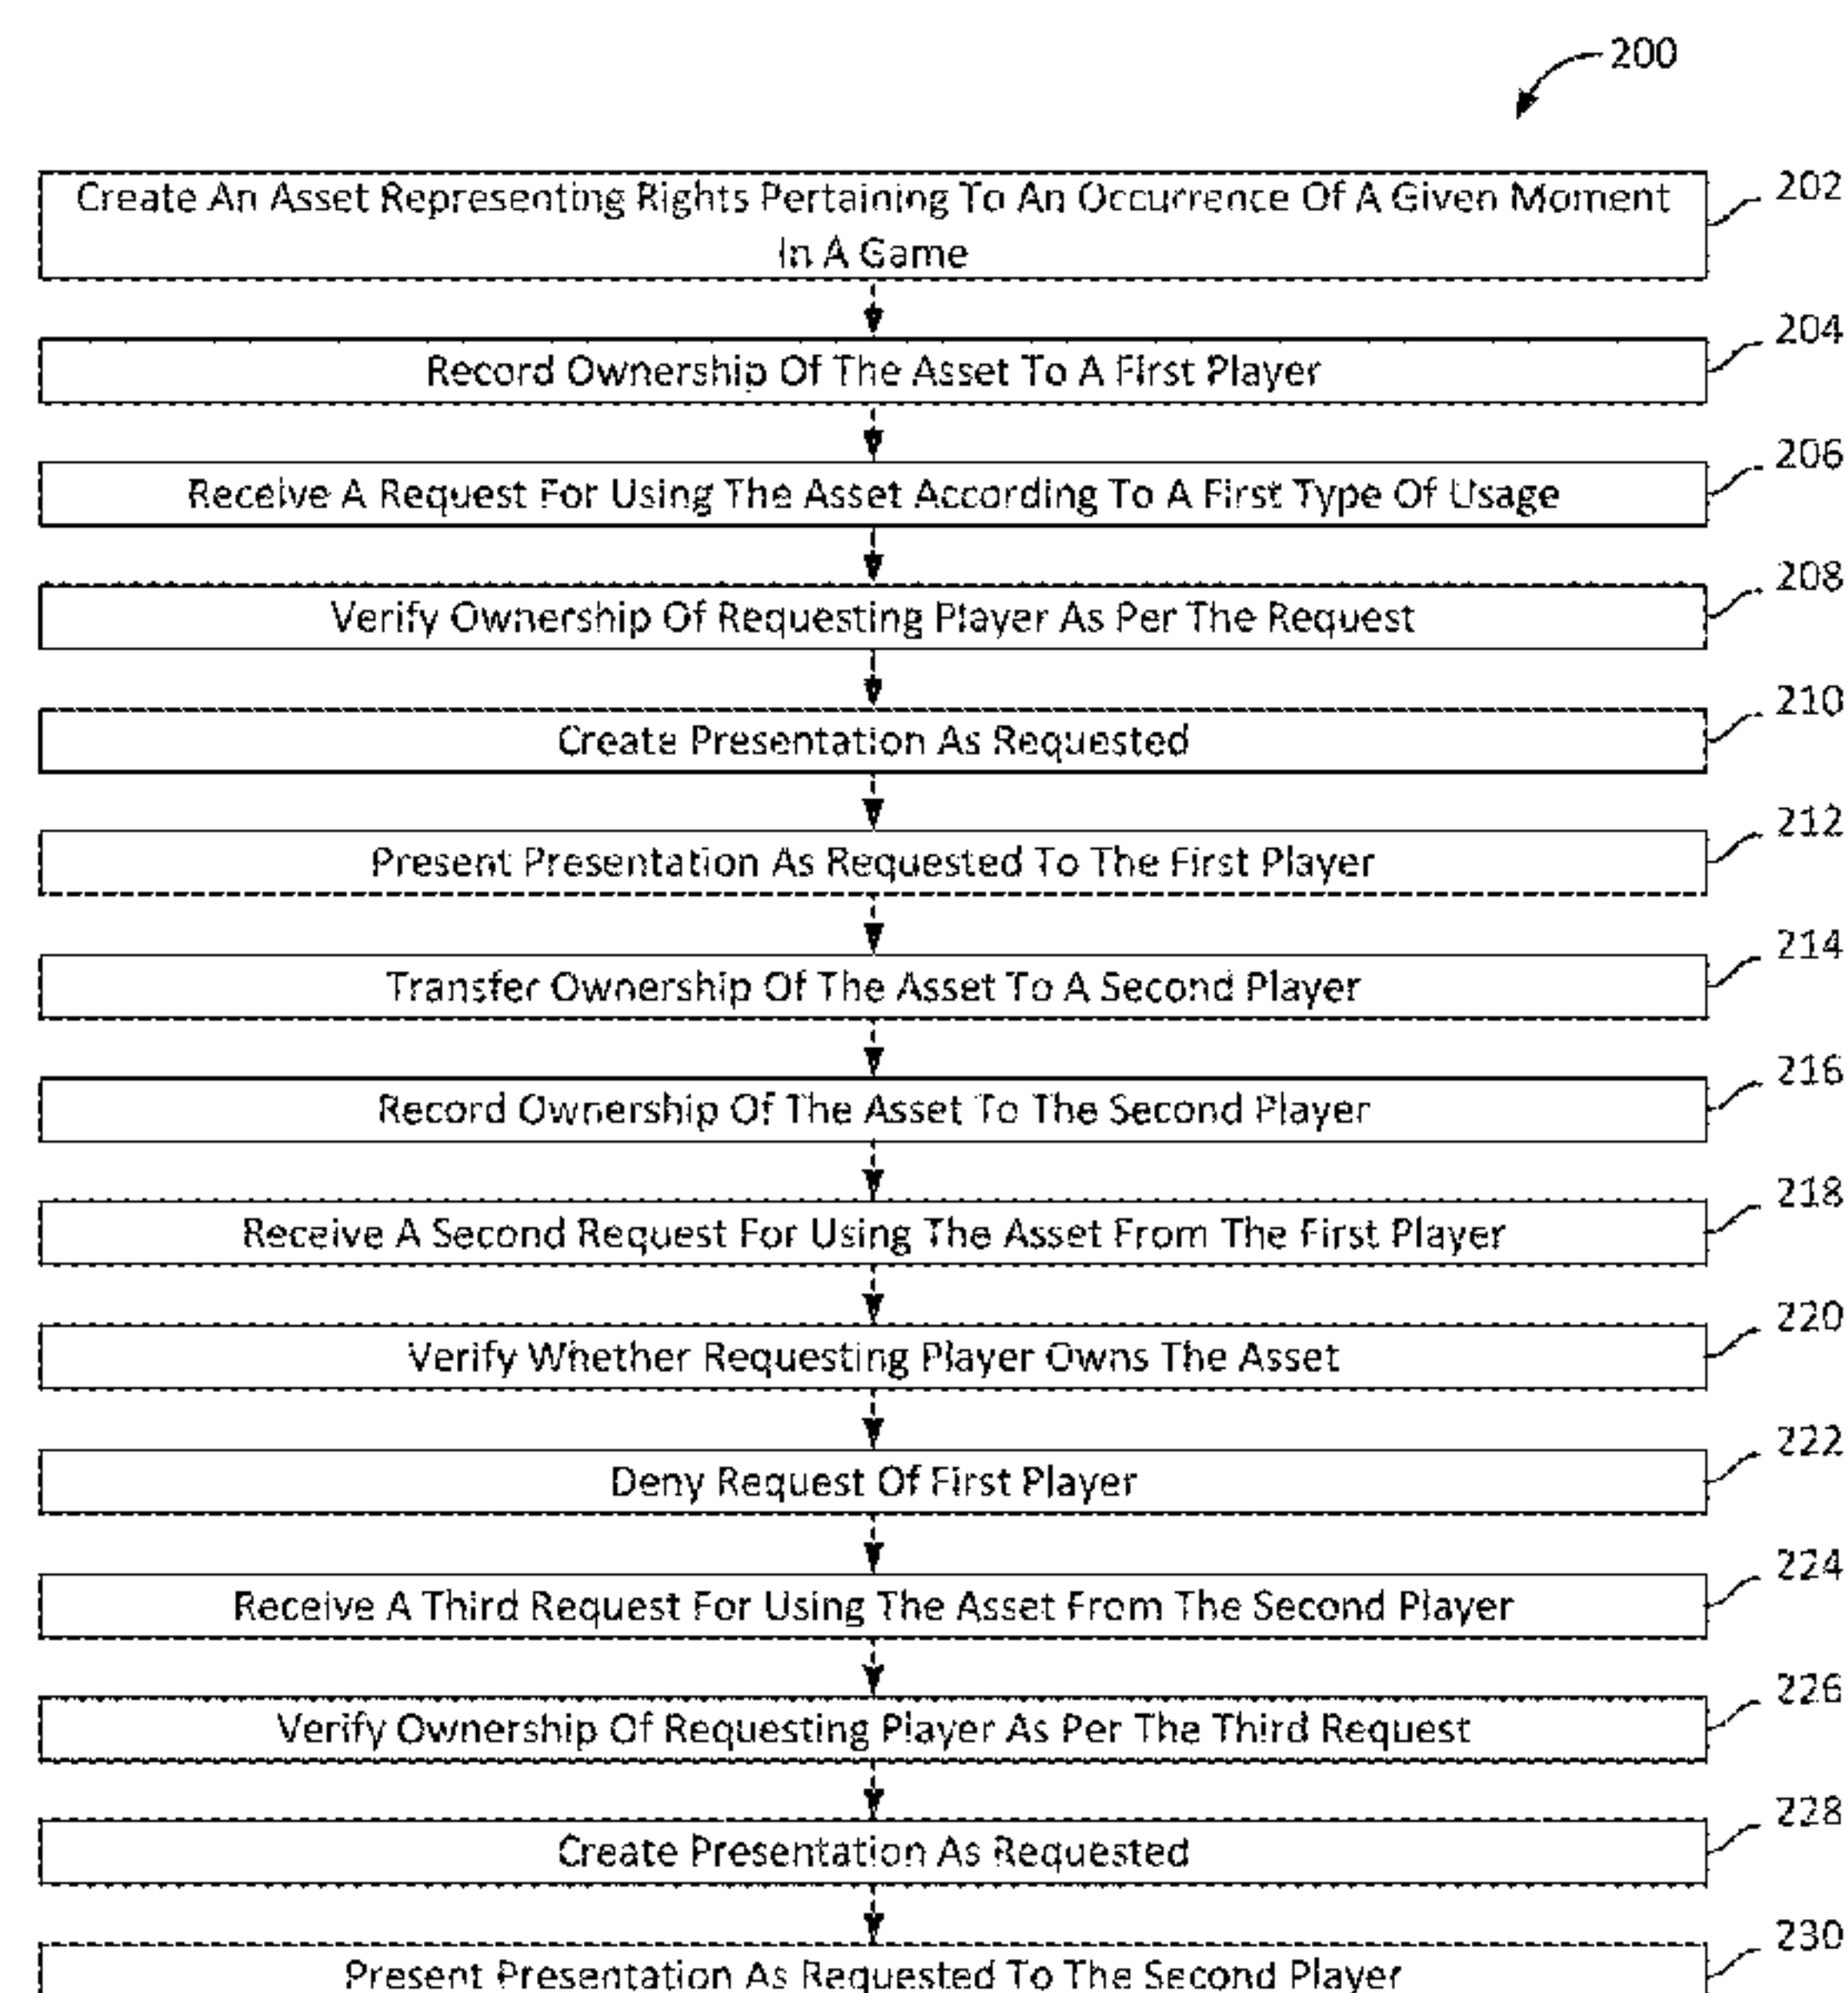 200
Create An Asset Representing Rights Pertaining To An Occurrence Of A Given Moment
In A Game
202
Record Ownership Of The Asset To A First Player
204
Receive A Request For Using The Asset According To A First Type Of Usage
206
Verify Ownership Of Requesting Player As Per The Request
208
Create Presentation As Requested
210
Present Presentation As Requested To The First Player
212
Transfer Ownership Of The Asset To A Second Player
214
Record Ownership Of The Asset To The Second Player
216
Receive A Second Request For Using The Asset From The First Player
218
Verify Whether Requesting Player Owns The Asset
220
Deny Request Of First Player
222
Receive A Third Request For Using The Asset From The Second Player
224
Verify Ownership Of Requesting Player As Per The Third Request
226
Create Presentation As Requested
228
Present Presentation As Requested To The Second Player
230